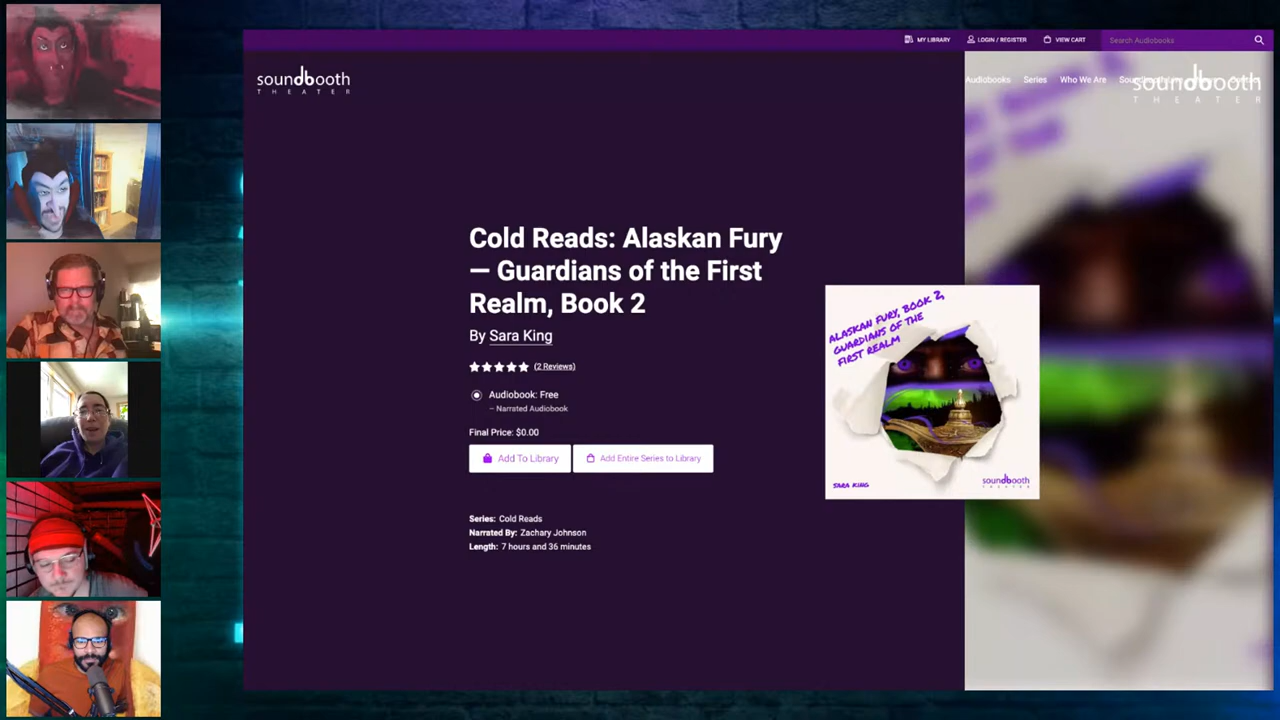 MY LIBRARY
LOGIN / REGISTER
VIEW CART
Search Audiobooks
soundbooth
THEATER
Audiobooks
Series
Who We Are
soundbooth
THEATER
Cold Reads: Alaskan Fury
— Guardians of the First
Realm, Book 2
By Sara King
(2 Reviews)
Audiobook: Free
– Narrated Audiobook
Final Price: $0.00
Add To Library
Add Entire Series to Library
ALASKAN FURY, BOOK 2,
GUARDIANS OF THE
FIRST REALM
SARA KING
soundbooth
THEATER
Series: Cold Reads
Narrated By: Zachary Johnson
Length: 7 hours and 36 minutes